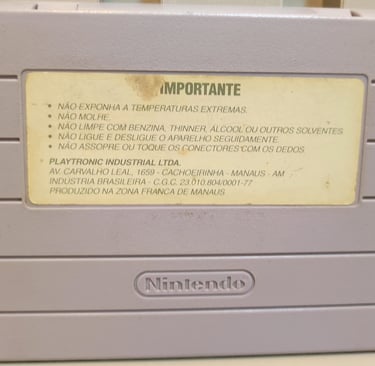 IMPORTANTE
• NÃO EXPONHA A TEMPERATURAS EXTREMAS.
• NÃO MOLHE.
• NÃO LIMPE COM BENZINA, THINNER, ALCOOL OU OUTROS SOLVENTES
• NÃO LIGUE E DESLIGUE O APARELHO SEGUIDAMENTE.
• NÃO ASSOPRE OU TOQUE OS CONECTORES COM OS DEDOS.
PLAYTRONIC INDUSTRIAL LTDA.
AV. CARVALHO LEAL, 1659 - CACHOEIRINHA - MANAUS - AM
INDUSTRIA BRASILEIRA - C.G.C. 23.010.804/0001-77
PRODUZIDO NA ZONA FRANCA DE MANAUS
Nintendo